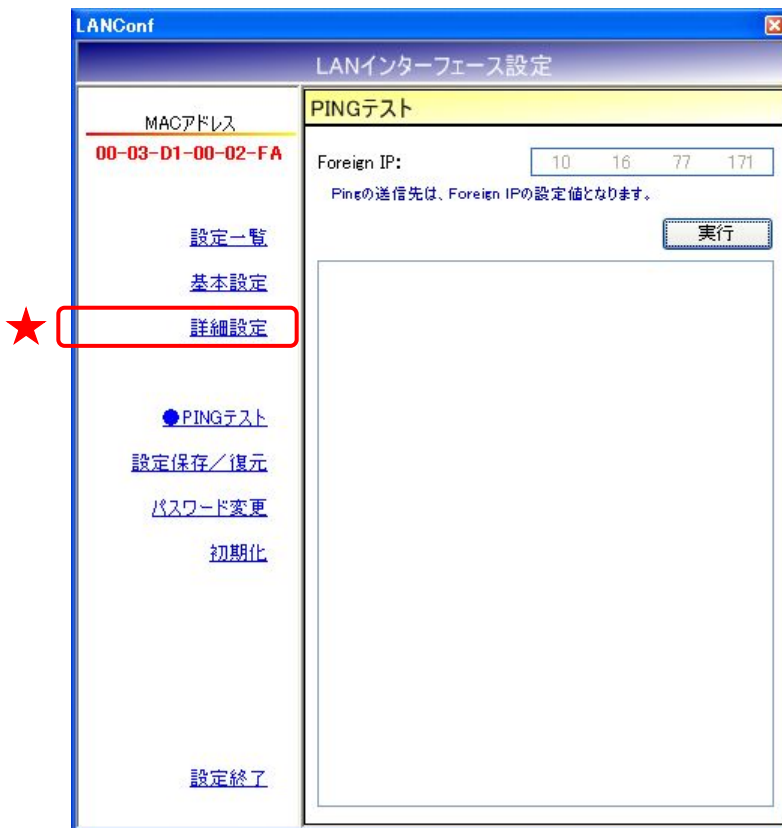 LANConf
LANインターフェース設定
MACアドレス
00-03-D1-00-02-FA
設定一覧
基本設定
詳細設定
●PINGテスト
設定保存／復元
パスワード変更
初期化
設定終了
PINGテスト
Foreign IP: 10 16 77 171
Pingの送信先は、Foreign IPの設定値となります。
実行